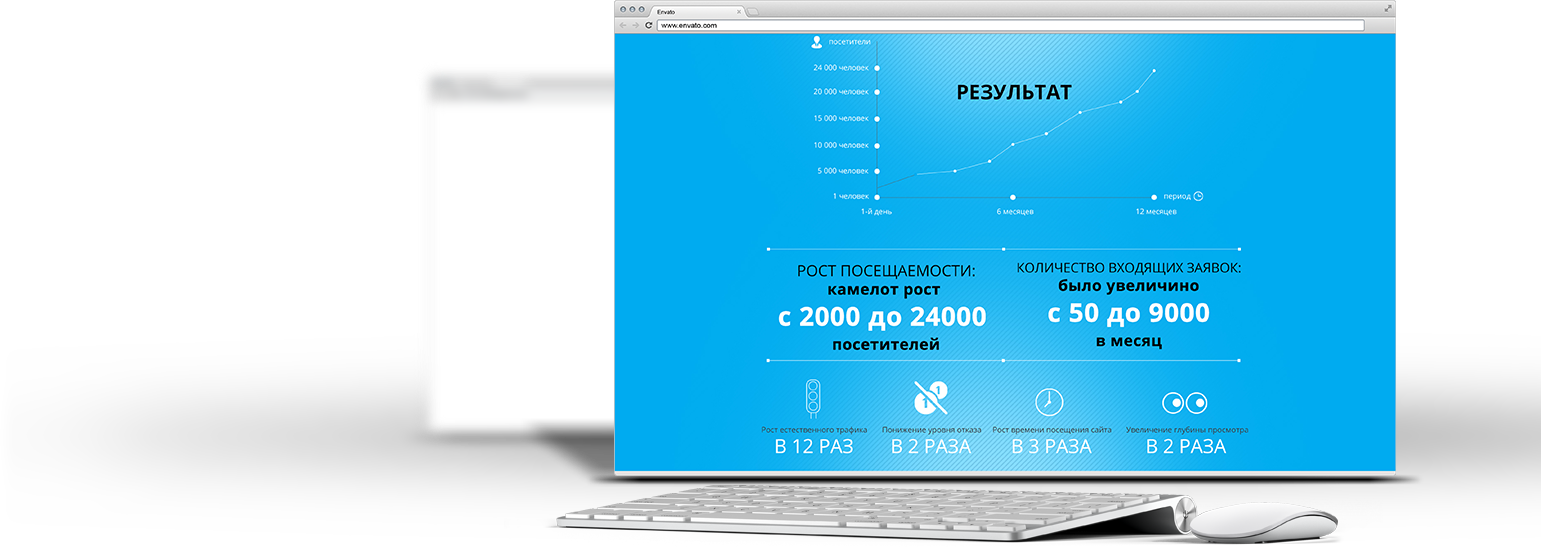 Envato
www.envato.com
посетители
24 000 человек
РЕЗУЛЬТАТ
20 000 человек
15 000 человек
10 000 человек
5 000 человек
1 человек
период
1-й день
6 месяцев
12 месяцев
РОСТ ПОСЕЩАЕМОСТИ:
камелот рост
с 2000 до 24000
посетителей
КОЛИЧЕСТВО ВХОДЯЩИХ ЗАЯВОК:
было увеличино
с 50 до 9000
в месяц
1
1
Рост естественного трафика
В 12 РАЗ
Понижение уровня отказа
В 2 РАЗА
Рост времени посещения сайта
В 3 РАЗА
Увеличение глубины просмотра
В 2 РАЗА